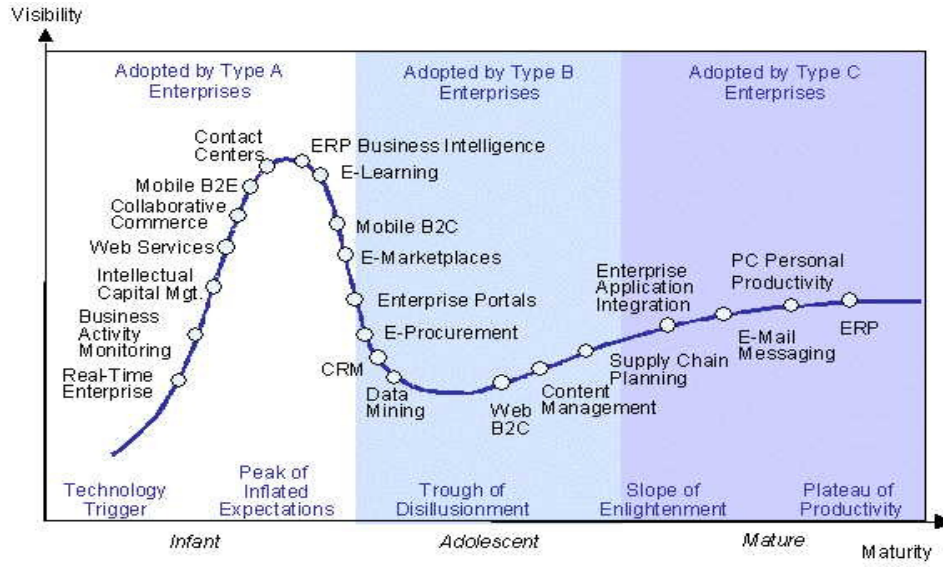 Visibility
Adopted by Type A
Enterprises
Adopted by Type B
Enterprises
Adopted by Type C
Enterprises
Contact
Centers
ERP Business Intelligence
E-Learning
Mobile B2E
Collaborative
Commerce
Mobile B2C
Web Services
E-Marketplaces
Intellectual
Capital Mgt.
Enterprise
Application
Integration
PC Personal
Productivity
Enterprise Portals
Business
Activity
Monitoring
E-Procurement
E-Mail
Messaging
ERP
Real-Time
Enterprise
CRM
Data
Mining
Web
B2C
Content
Management
Supply Chain
Planning
Technology
Trigger
Peak of
Inflated
Expectations
Trough of
Disillusionment
Slope of
Enlightenment
Plateau of
Productivity
Infant
Adolescent
Mature
Maturity